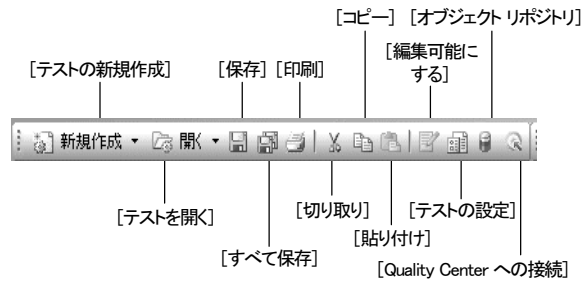 [コピー] [オブジェクト リポジトリ]
[テストの新規作成] [保存] [印刷] [編集可能に
する]
新規作成 開く
[テストを開く] [切り取り] [テストの設定]
[すべて保存] [貼り付け]
[Quality Center への接続]